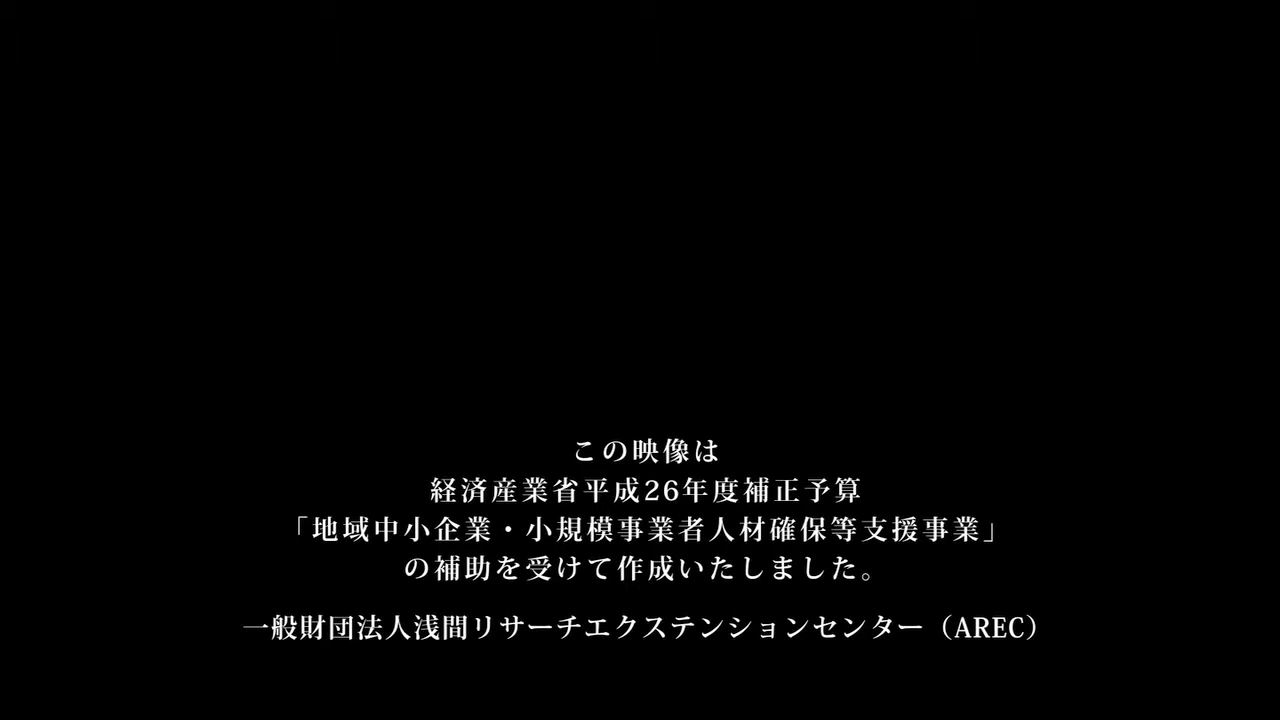 この映像は
経済産業省平成26年度補正予算
「地域中小企業・小規模事業者人材確保等支援事業」
の補助を受けて作成いたしました。
一般財団法人浅間リサーチエクステンションセンター（AREC）